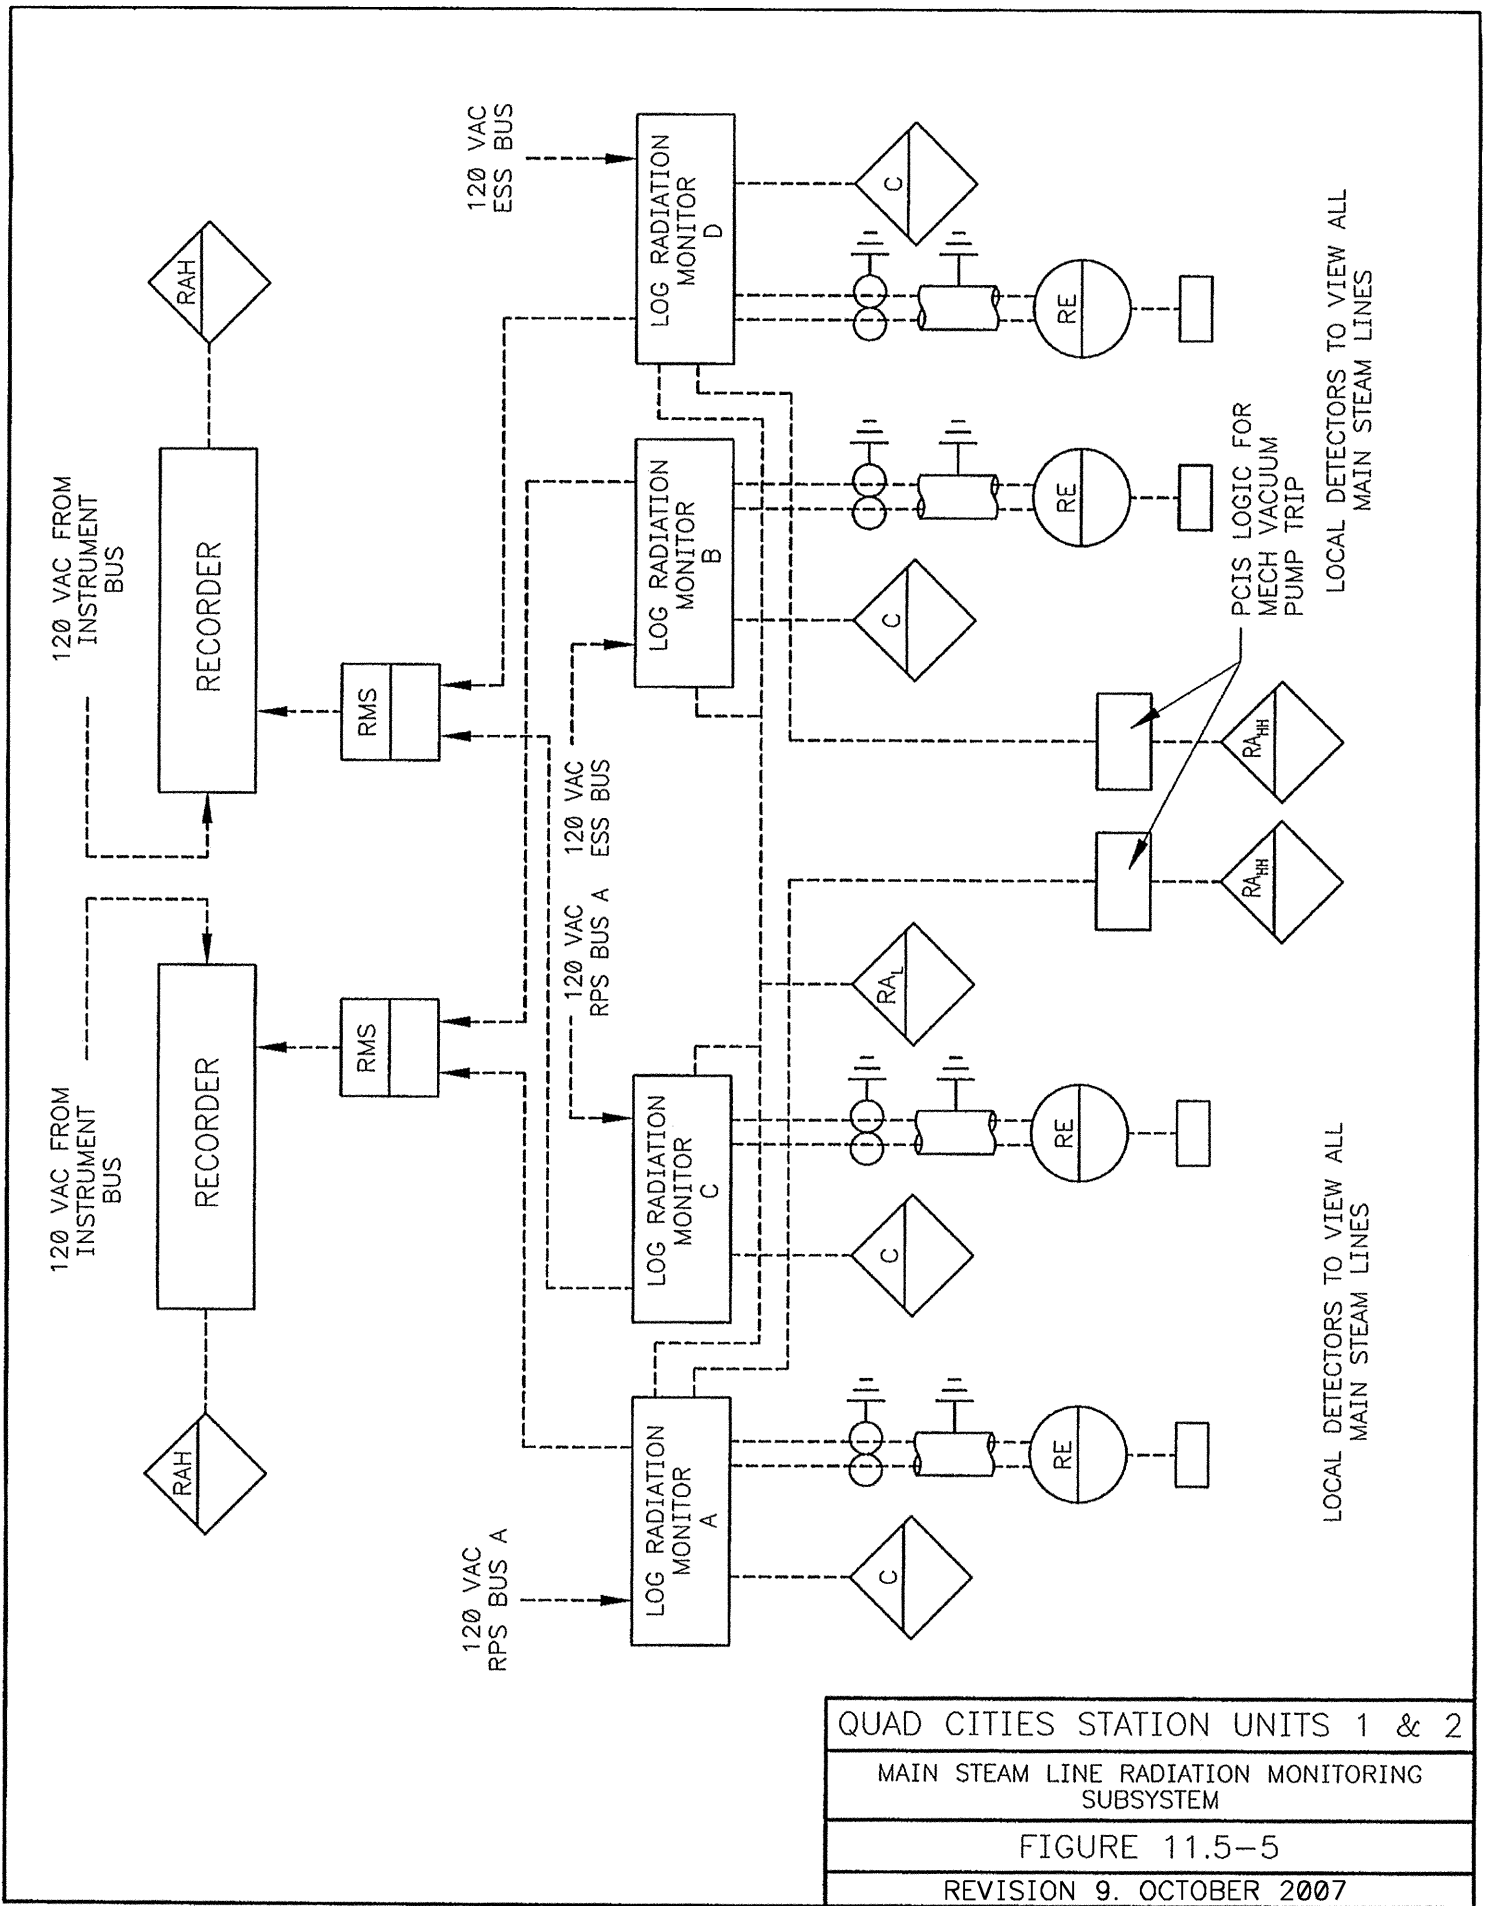 120 VAC FROM
INSTRUMENT
BUS
120 VAC FROM
INSTRUMENT
BUS
RAH
RECORDER
RECORDER
RAH
RMS
RMS
120 VAC
RPS BUS A
120 VAC
RPS BUS A
120 VAC
ESS BUS
120 VAC
ESS BUS
LOG RADIATION
MONITOR
A
LOG RADIATION
MONITOR
C
LOG RADIATION
MONITOR
B
LOG RADIATION
MONITOR
D
C
C
RAL
C
C
RE
RE
RE
RE
RAHH
RAHH
PCIS LOGIC FOR
MECH VACUUM
PUMP TRIP
LOCAL DETECTORS TO VIEW ALL
MAIN STEAM LINES
LOCAL DETECTORS TO VIEW ALL
MAIN STEAM LINES
QUAD CITIES STATION UNITS 1 & 2
MAIN STEAM LINE RADIATION MONITORING
SUBSYSTEM
FIGURE 11.5-5
REVISION 9. OCTOBER 2007